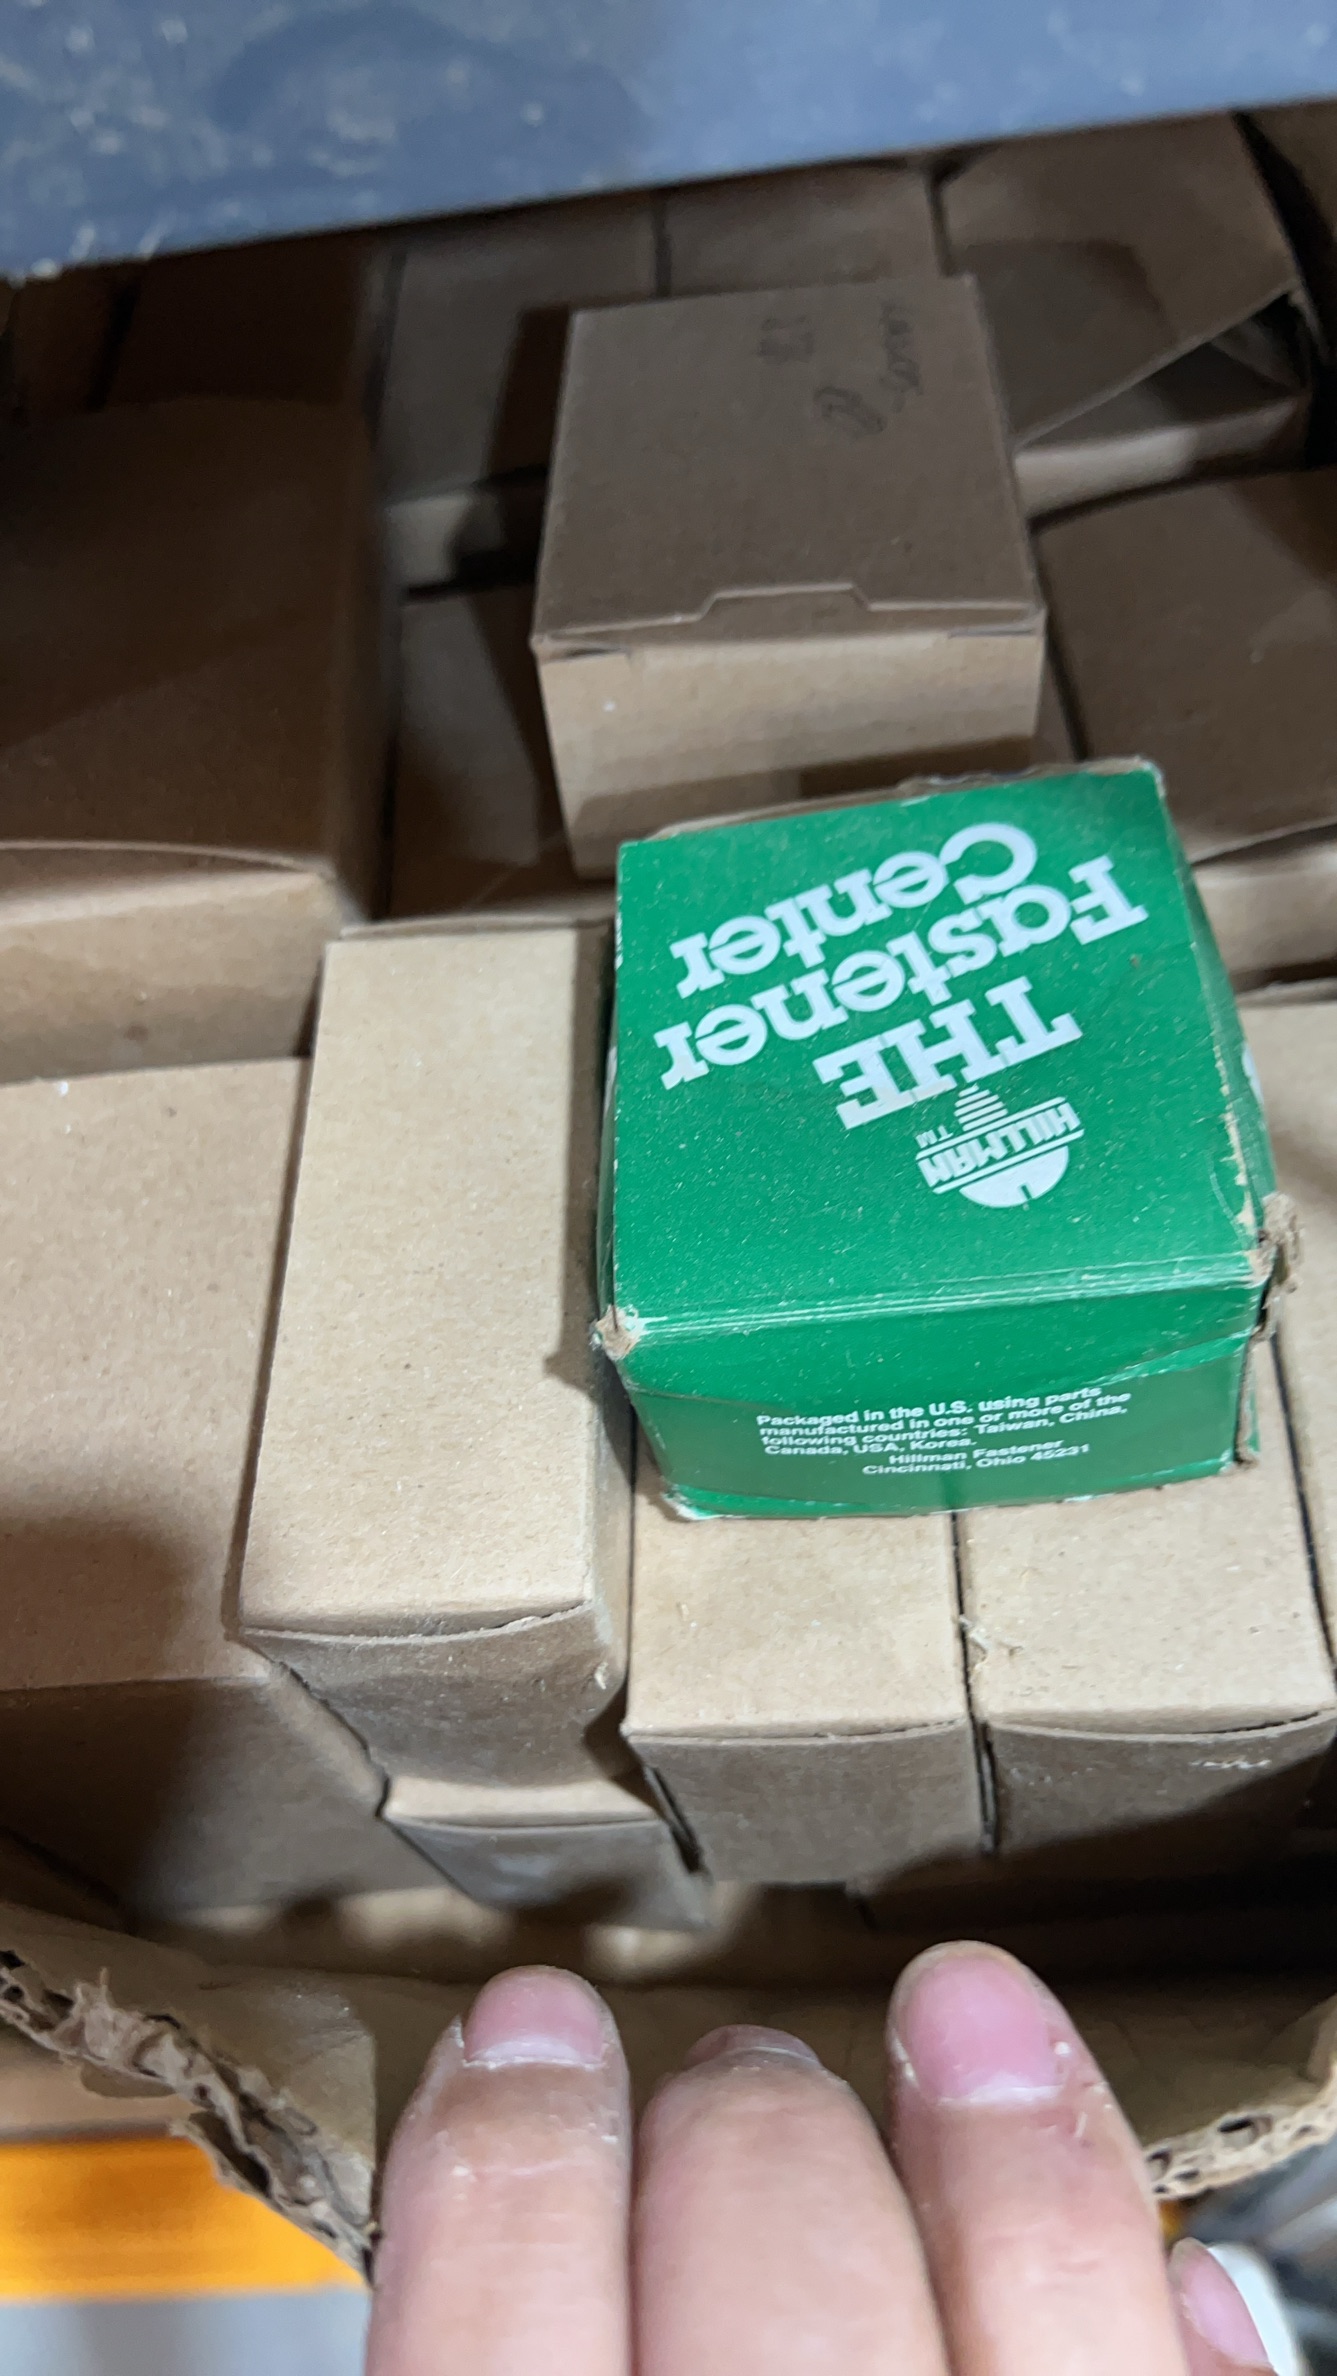 HILLMAN
TM
THE
Fastener
Center
Packaged in the U.S. using parts
manufactured in one or more of the
following countries: Taiwan, China,
Canada, USA, Korea.
Hillman Fastener
Cincinnati, Ohio 45231